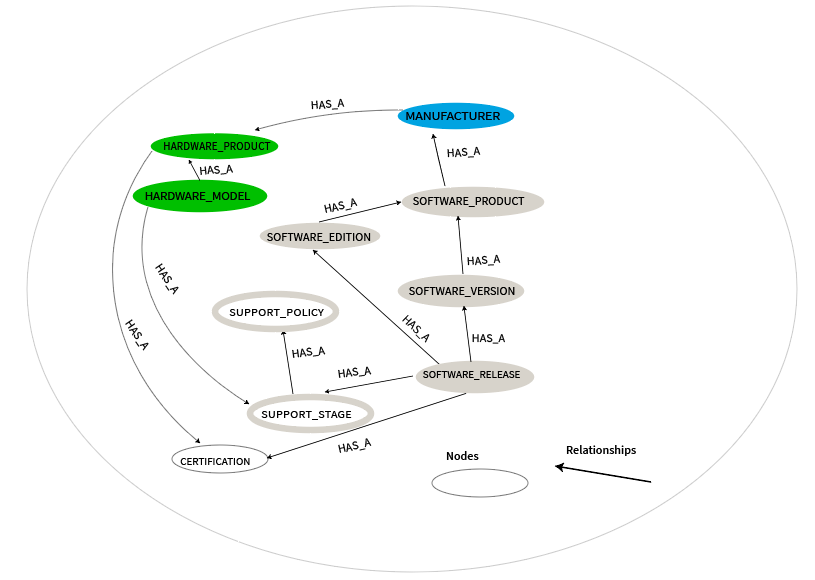 HAS_A
MANUFACTURER
HARDWARE_PRODUCT
HAS_A
HAS_A
HARDWARE_MODEL
HAS_A
SOFTWARE_PRODUCT
SOFTWARE_EDITION
HAS_A
HAS_A
SOFTWARE_VERSION
SUPPORT_POLICY
HAS_A
HAS_A
HAS_A
HAS_A
HAS_A
SOFTWARE_RELEASE
SUPPORT_STAGE
HAS_A
CERTIFICATION
Nodes
Relationships